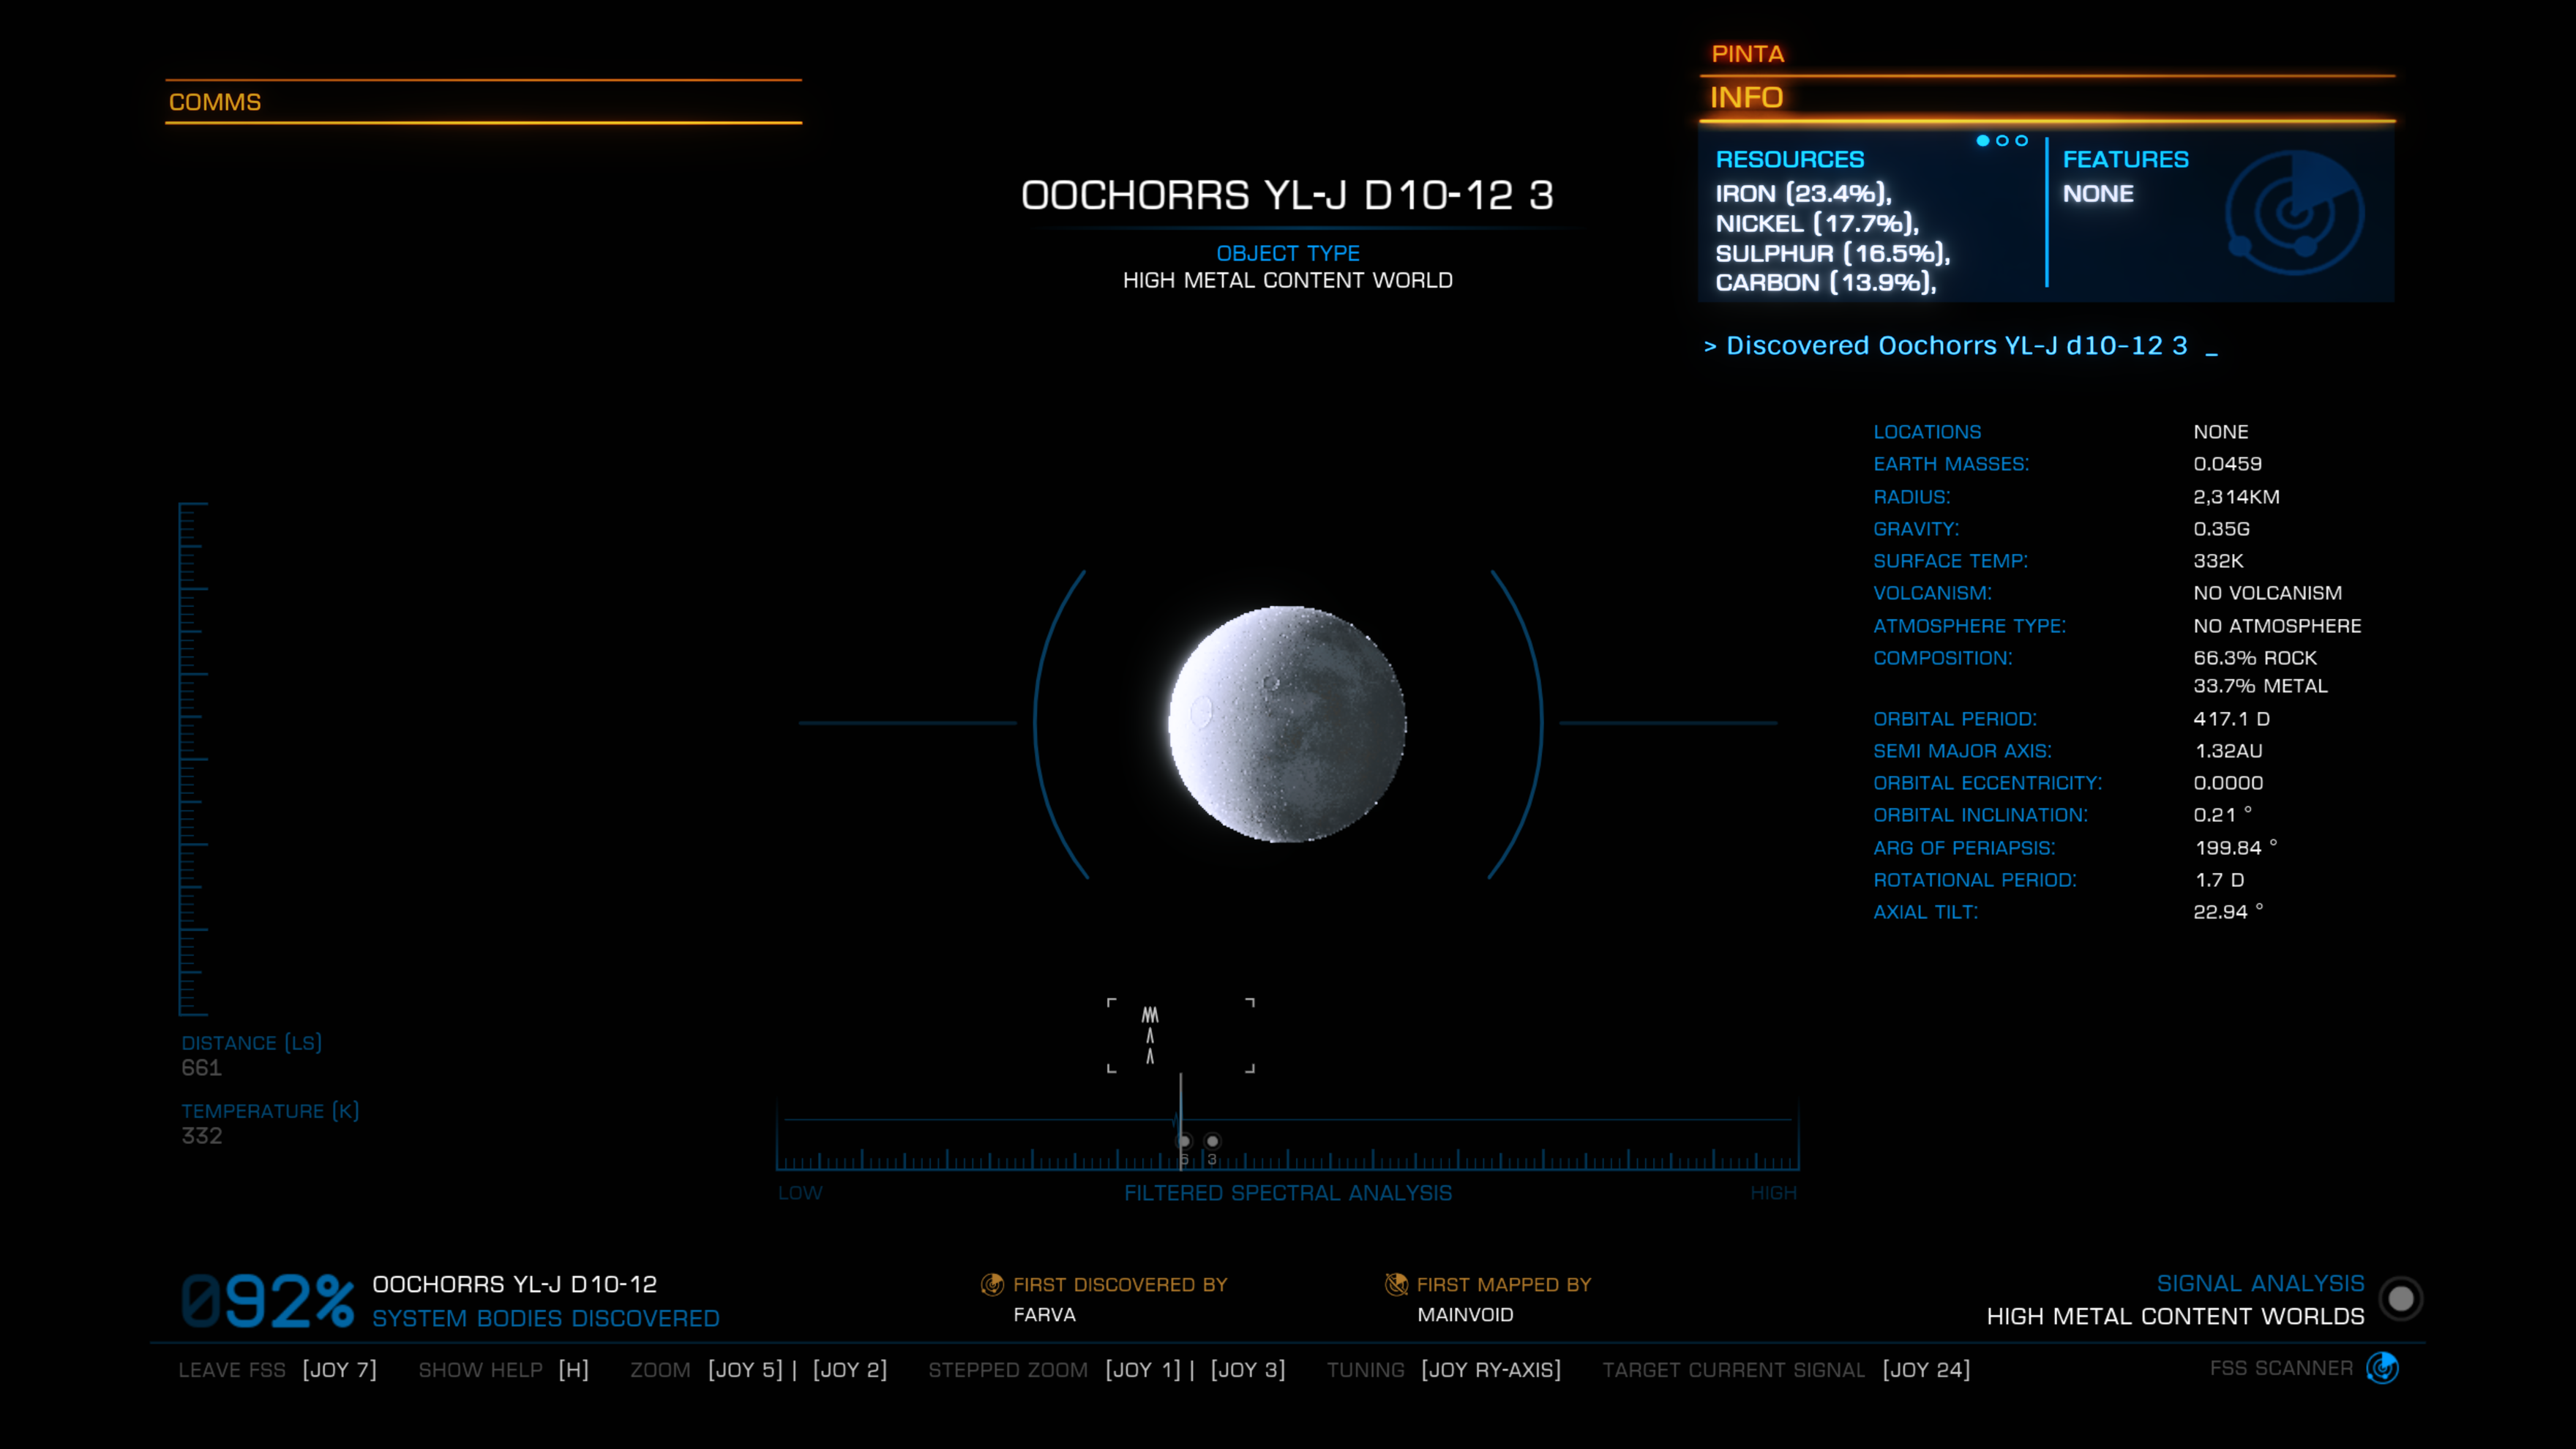 COMMS
PINTA
INFO
OOCHORRS YL-J D10-12 3
OBJECT TYPE
HIGH METAL CONTENT WORLD
RESOURCES
IRON (23.4%),
NICKEL (17.7%),
SULPHUR (16.5%),
CARBON (13.9%),
FEATURES
NONE
> Discovered Oochorrs YL-J d10-12 3 _
LOCATIONS NONE
EARTH MASSES: 0.0459
RADIUS: 2,314KM
GRAVITY: 0.35G
SURFACE TEMP: 332K
VOLCANISM: NO VOLCANISM
ATMOSPHERE TYPE: NO ATMOSPHERE
COMPOSITION: 66.3% ROCK
33.7% METAL
ORBITAL PERIOD: 417.1 D
SEMI MAJOR AXIS: 1.32AU
ORBITAL ECCENTRICITY: 0.0000
ORBITAL INCLINATION: 0.21 °
ARG OF PERIAPSIS: 199.84 °
ROTATIONAL PERIOD: 1.7 D
AXIAL TILT: 22.94 °
DISTANCE (LS)
661
TEMPERATURE (K)
332
3
LOW FILTERED SPECTRAL ANALYSIS HIGH
092% OOCHORRS YL-J D10-12
SYSTEM BODIES DISCOVERED
FIRST DISCOVERED BY
FARVA
FIRST MAPPED BY
MAINVOID
SIGNAL ANALYSIS
HIGH METAL CONTENT WORLDS
LEAVE FSS [JOY 7] SHOW HELP [H] ZOOM [JOY 5] | [JOY 2] STEPPED ZOOM [JOY 1] | [JOY 3] TUNING [JOY RY-AXIS] TARGET CURRENT SIGNAL [JOY 24] FSS SCANNER